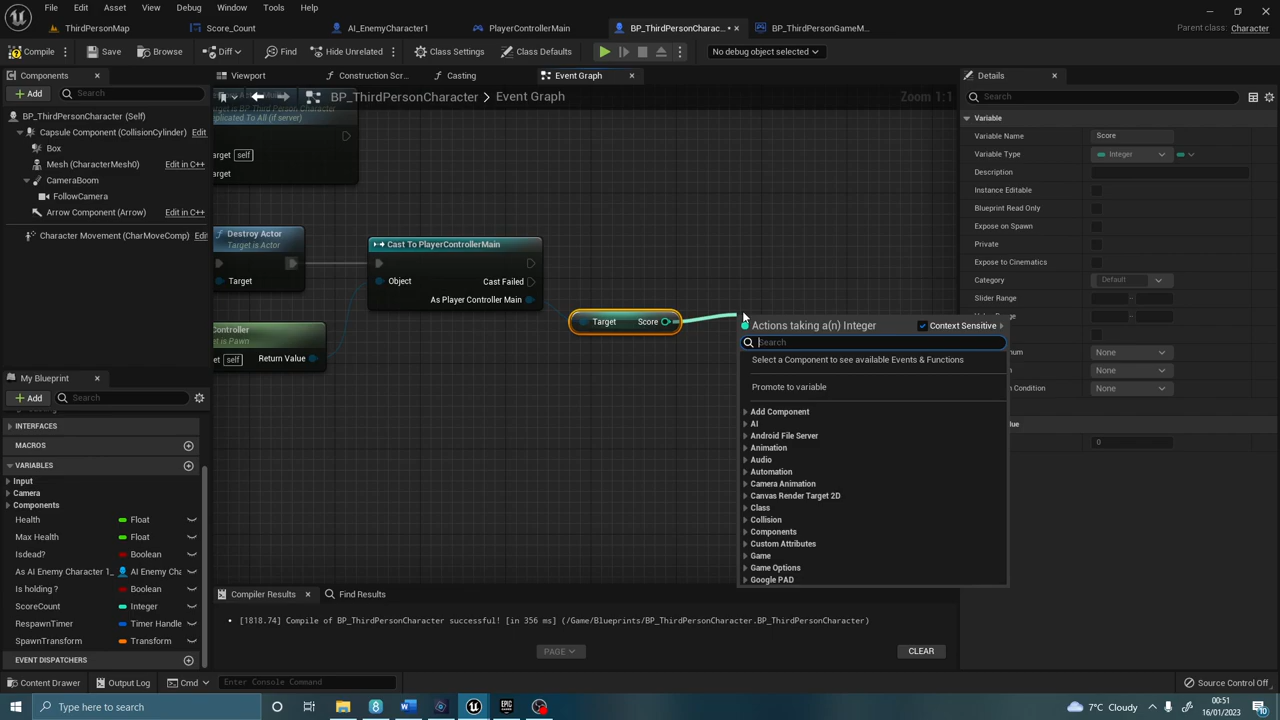 File Edit Asset View Debug Window Tools Help
ThirdPersonMap Score_Count AI_EnemyCharacter1 PlayerControllerMain BP_ThirdPersonCharac... • BP_ThirdPersonGameM... Parent class: Character
Compile Save Browse Diff Find Hide Unrelated Class Settings Class Defaults No debug object selected
Components Viewport Construction Scr... Casting Event Graph Details
Add Search BP_ThirdPersonCharacter > Event Graph Zoom 1:1 Search
BP_ThirdPersonCharacter (Self) Variable
Capsule Component (CollisionCylinder) Edit Variable Name Score
Box Variable Type Integer
Mesh (CharacterMesh0) Edit in C++ Target Description
CameraBoom Instance Editable
FollowCamera Blueprint Read Only
Arrow Component (Arrow) Edit in C++ Expose on Spawn
Character Movement (CharMoveComp) Edit Private
Destroy Actor Cast To PlayerControllerMain Expose to Cinematics
Target is Actor
Target Object Cast Failed Category Default
As Player Controller Main Slider Range
Target Score
Controller
Return Value self
Actions taking a(n) Integer Context Sensitive
Search
Select a Component to see available Events & Functions None
Promote to variable None
Condition None
Add Component
AI
Android File Server 0
Animation
Audio
Automation
Camera Animation
Canvas Render Target 2D
Class
Collision
Components
Custom Attributes
Game
Game Options
Google PAD
My Blueprint
Add Search
INTERFACES
MACROS
VARIABLES
Input
Camera
Components
Health Float
Max Health Float
Isdead? Boolean
As AI Enemy Character 1_ AI Enemy Cha
Is holding ? Boolean
ScoreCount Integer
RespawnTimer Timer Handle
SpawnTransform Transform
EVENT DISPATCHERS
Compiler Results Find Results
[1818.74] Compile of BP_ThirdPersonCharacter successful! [in 356 ms] (/Game/Blueprints/BP_ThirdPersonCharacter.BP_ThirdPersonCharacter)
PAGE CLEAR
Content Drawer Output Log Cmd Enter Console Command Source Control Off
Type here to search 7°C Cloudy 00:51
16/01/2023